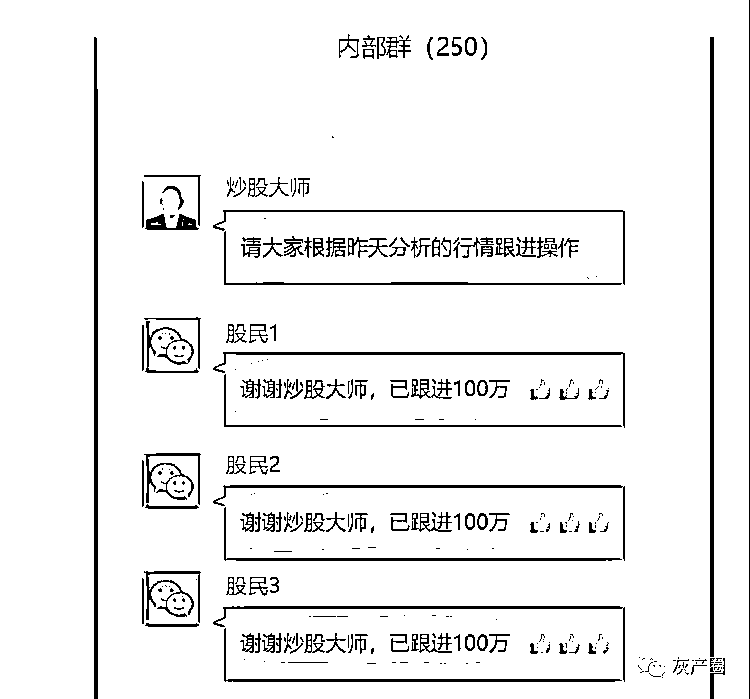 内部群（250）
炒股大师
请大家根据昨天分析的行情跟进操作
股民1
谢谢炒股大师，已跟进100万
股民2
谢谢炒股大师，已跟进100万
股民3
谢谢炒股大师，已跟进100万
灰产圈